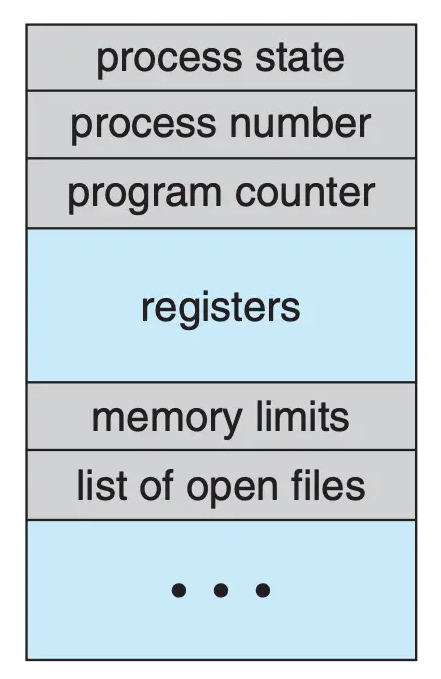 process state
process number
program counter
registers
memory limits
list of open files
• • •